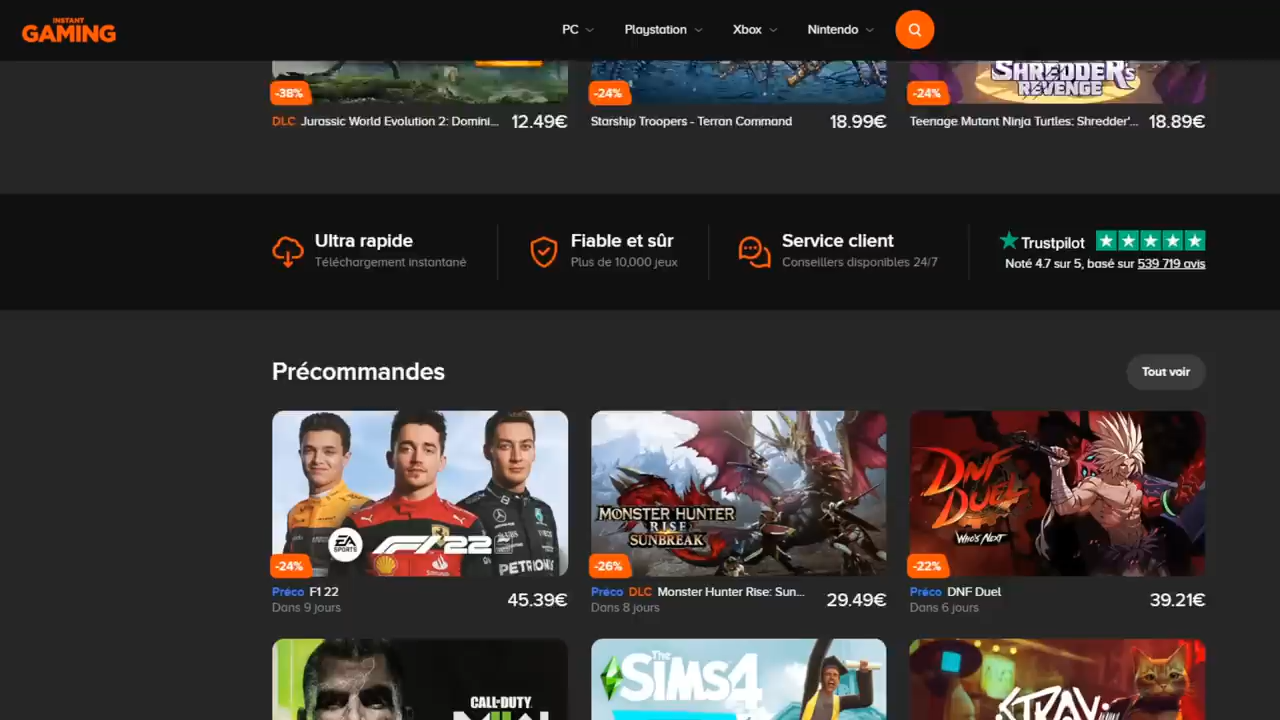 INSTANT
GAMING
PC
Playstation
Xbox
Nintendo
SHREDDER's
REVENGE
-38%
-24%
-24%
DLC Jurassic World Evolution 2: Domini... 12.49€
Starship Troopers - Terran Command 18.99€
Teenage Mutant Ninja Turtles: Shredder'... 18.89€
Ultra rapide
Téléchargement instantané
Fiable et sûr
Plus de 10,000 jeux
Service client
Conseillers disponibles 24/7
Trustpilot
Noté 4.7 sur 5, basé sur 539 719 avis
Précommandes
Tout voir
EA
SPORTS
F1 22
PETRONAS
-24%
MONSTER HUNTER
RISE
SUNBREAK
-26%
DNF
DUEL
WHO'S NEXT
-22%
Préco F1 22
Dans 9 jours
45.39€
Préco DLC Monster Hunter Rise: Sun...
Dans 8 jours
29.49€
Préco DNF Duel
Dans 6 jours
39.21€
CALL OF DUTY
MWII
The
SIMS 4
STRAY